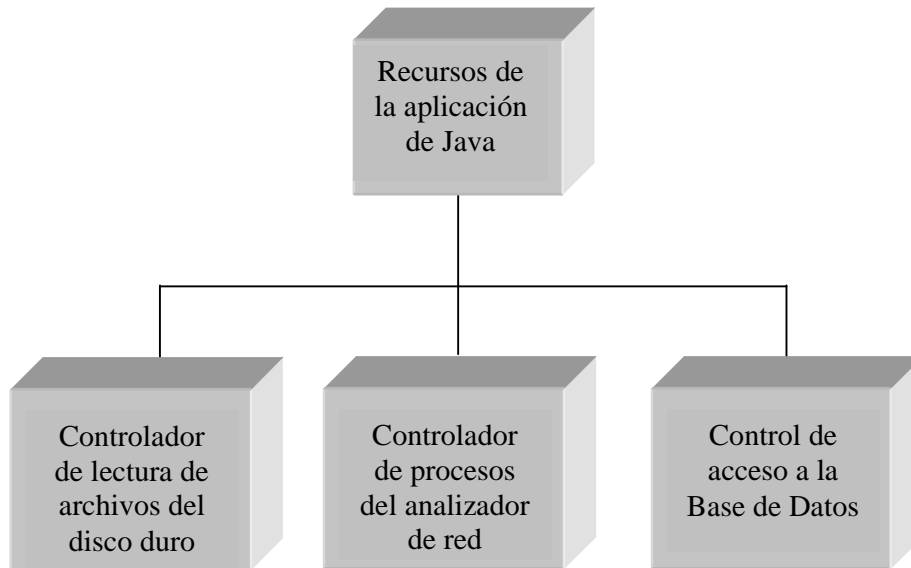 Recursos de
la aplicación
de Java
Controlador
de lectura de
archivos del
disco duro
Controlador
de procesos
del analizador
de red
Control de
acceso a la
Base de Datos